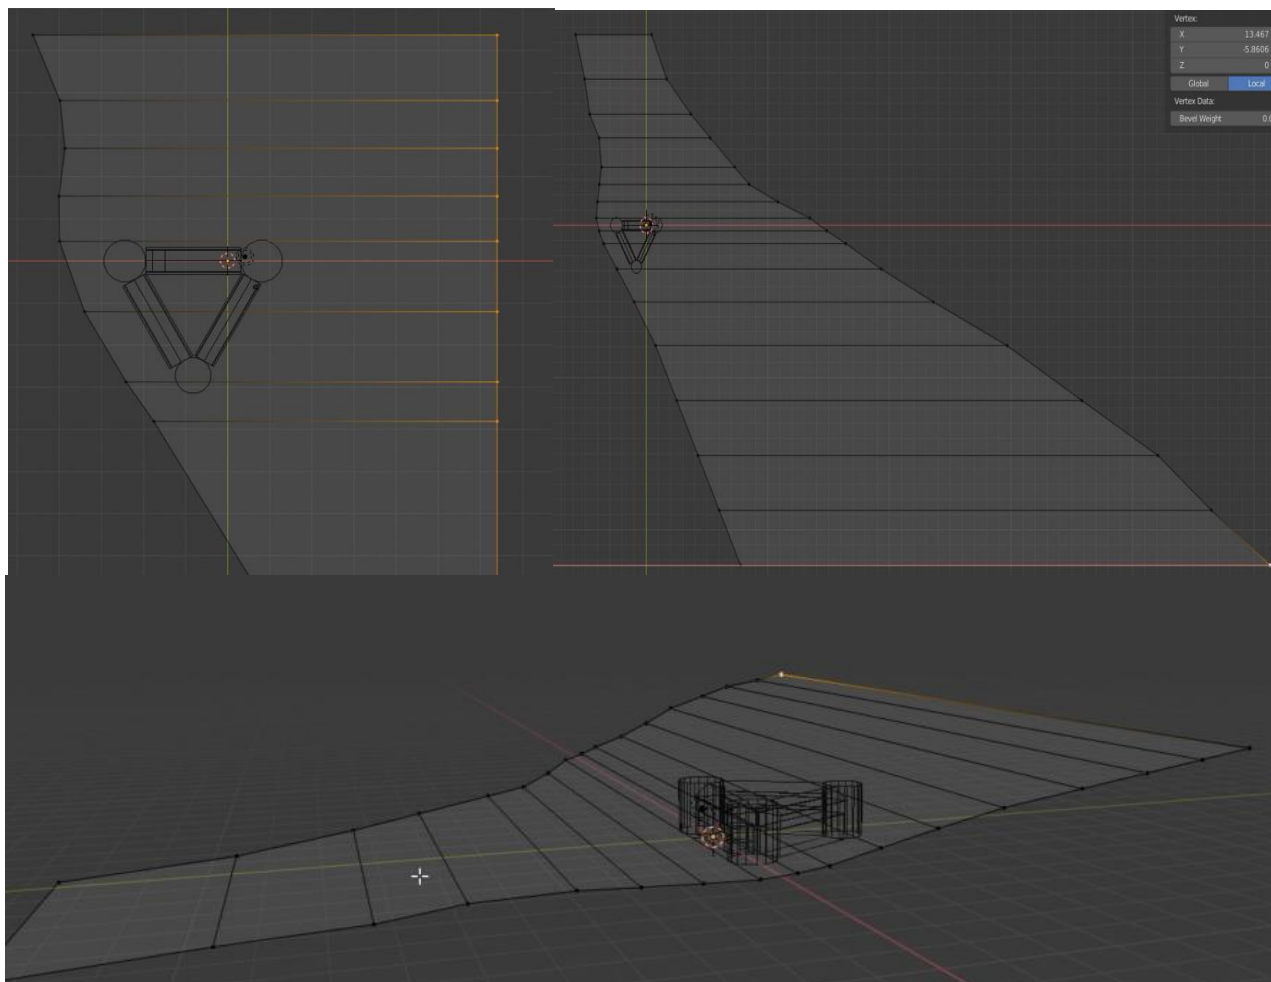 Vertex:
X 13.467
Y -5.8606
Z 0
Global Local
Vertex Data:
Bevel Weight